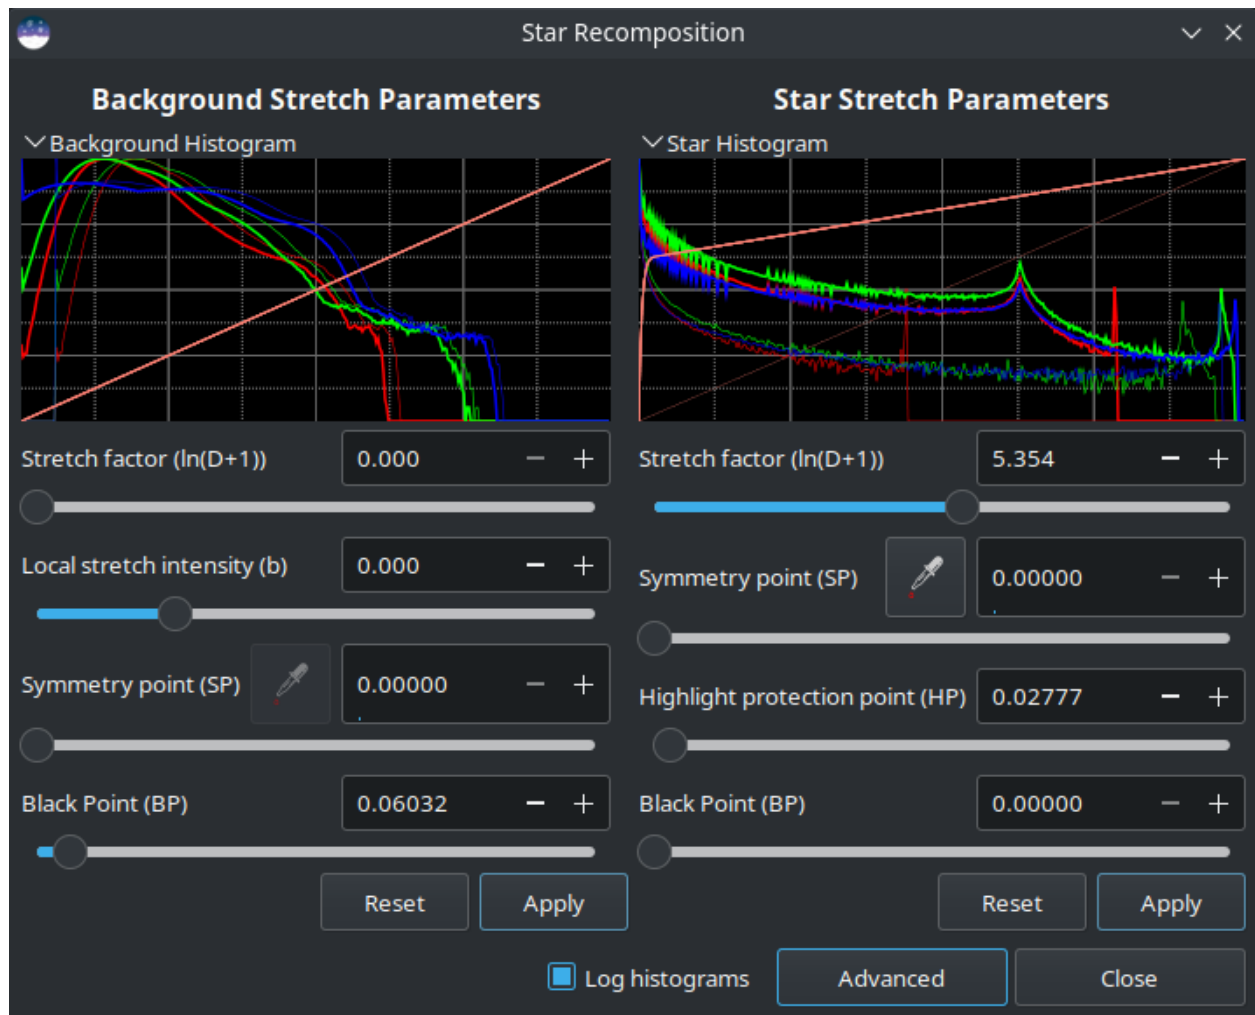 Star Recomposition
Background Stretch Parameters
Background Histogram
Stretch factor (ln(D+1)) 0.000
Local stretch intensity (b) 0.000
Symmetry point (SP) 0.00000
Black Point (BP) 0.06032
Reset Apply
Star Stretch Parameters
Star Histogram
Stretch factor (ln(D+1)) 5.354
Symmetry point (SP) 0.00000
Highlight protection point (HP) 0.02777
Black Point (BP) 0.00000
Reset Apply
Log histograms Advanced Close